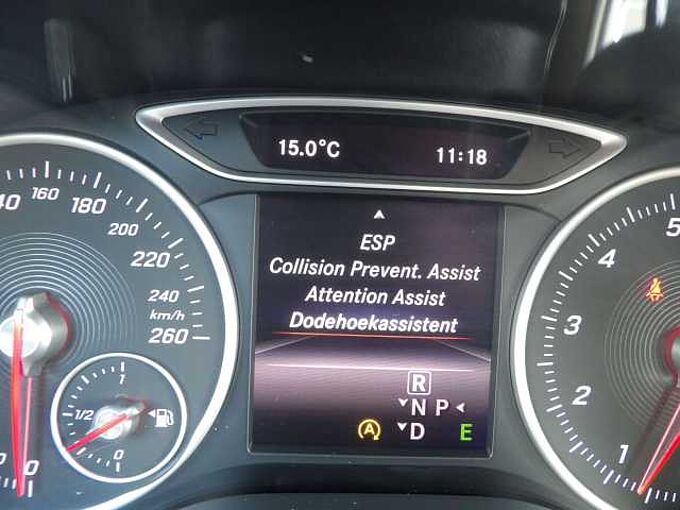 15.0°C 11:18
ESP
Collision Prevent. Assist
Attention Assist
Dodehoekassistent
R
N P
D
A
E
160
180
200
220
240
km/h
260
1
1/2
0
0
5
4
3
2
1